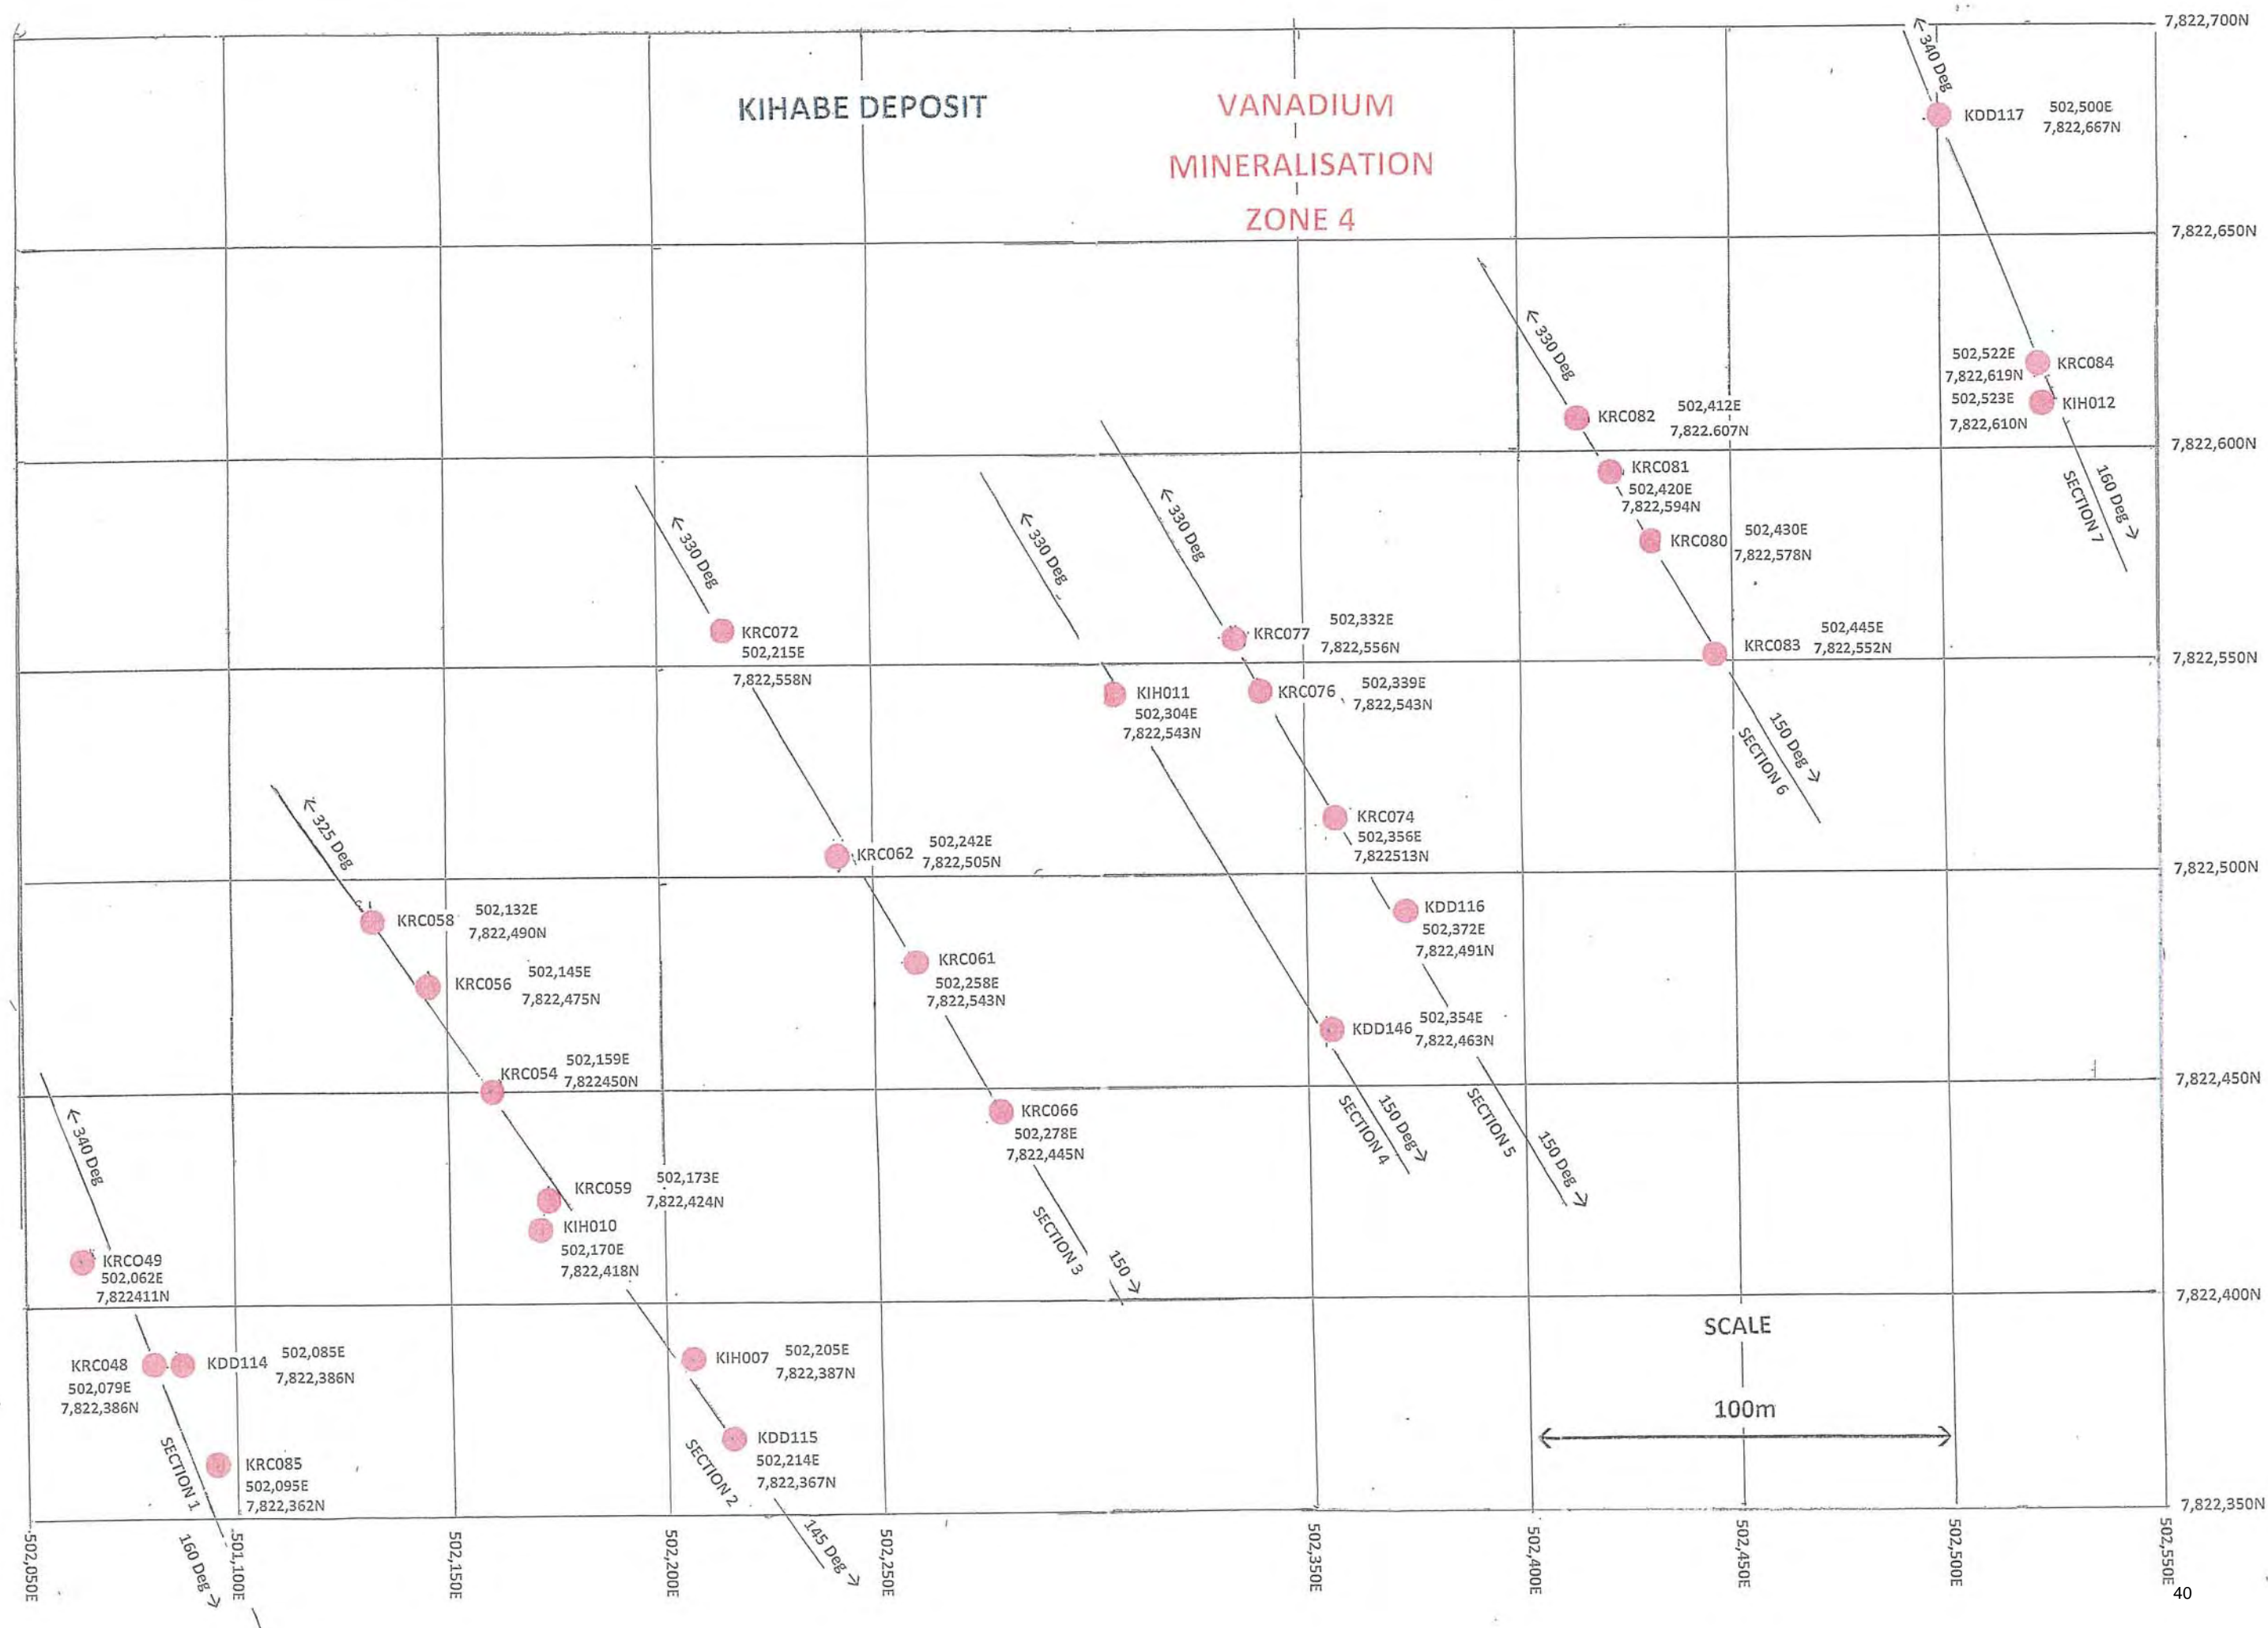 7,822,700N
← 340 Deg
KIHABE DEPOSIT
VANADIUM
MINERALISATION
ZONE 4
KDD117
502,500E
7,822,667N
7,822,650N
← 330 Deg
502,522E
7,822,619N
KRC084
502,523E
7,822,610N
KIH012
KRC082
502,412E
7,822.607N
7,822,600N
KRC081
502,420E
7,822,594N
160 Deg →
SECTION 7
← 330 Deg
← 330 Deg
← 330 Deg
KRC080
502,430E
7,822,578N
KRC072
502,215E
7,822,558N
KRC077
502,332E
7,822,556N
KRC083
502,445E
7,822,552N
7,822,550N
KIH011
502,304E
7,822,543N
KRC076
502,339E
7,822,543N
150 Deg →
SECTION 6
← 325 Deg
KRC074
502,356E
7,822513N
KRC062
502,242E
7,822,505N
7,822,500N
KRC058
502,132E
7,822,490N
KDD116
502,372E
7,822,491N
KRC056
502,145E
7,822,475N
KRC061
502,258E
7,822,543N
KDD146
502,354E
7,822,463N
KRC054
502,159E
7,822450N
7,822,450N
← 340 Deg
KRC066
502,278E
7,822,445N
SECTION 4
150 Deg→
SECTION 5
150 Deg →
KRC059
502,173E
7,822,424N
KIH010
502,170E
7,822,418N
SECTION 3
150 →
KRCO49
502,062E
7,822411N
7,822,400N
SCALE
100m
KRC048
502,079E
7,822,386N
KDD114
502,085E
7,822,386N
KIH007
502,205E
7,822,387N
KDD115
502,214E
7,822,367N
SECTION 1
KRC085
502,095E
7,822,362N
SECTION 2
7,822,350N
160 Deg →
145 Deg →
502,050E
501,100E
502,150E
502,200E
502,250E
502,350E
502,400E
502,450E
502,500E
502,550E
40